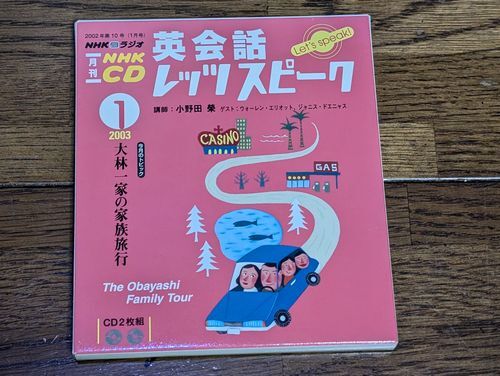 2002年第10号(1月号)
NHKラジオ
月刊
NHK
CD
英会話
Let's speak!
レッツスピーク
講師:小野田 榮 ゲスト:ウォーレン・エリオット、ジャニス・ドエニャス
1
2003
今月のトピック
大林一家の家族旅行
CASINO
GAS
The Obayashi
Family Tour
CD2枚組